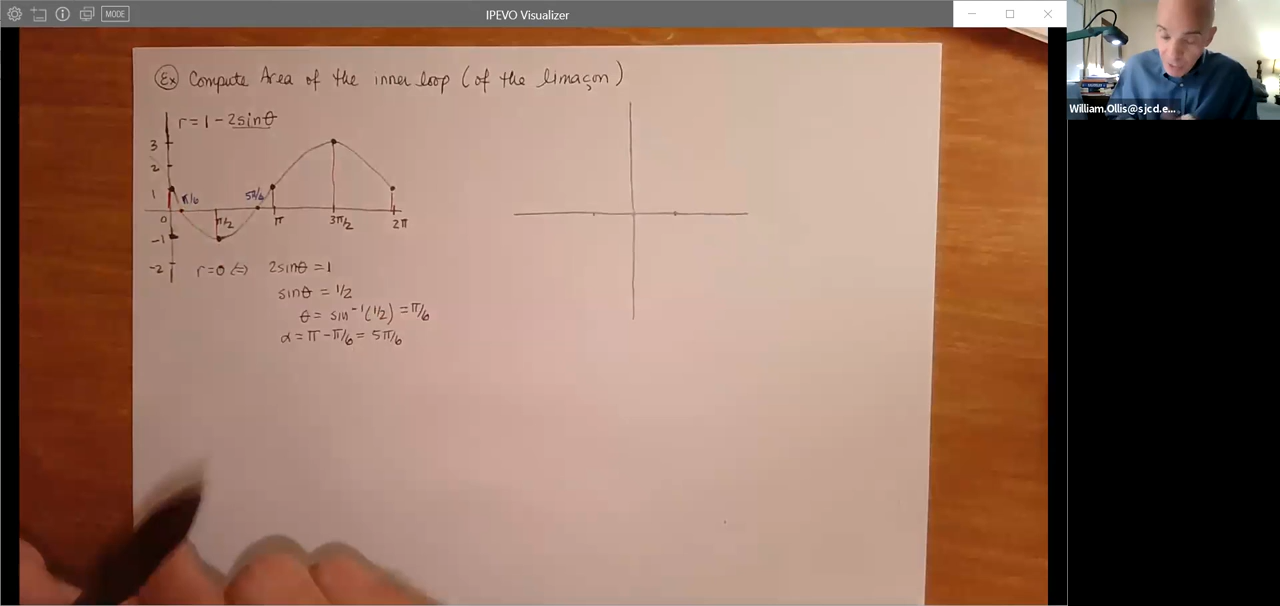 MODE
IPEVO Visualizer
William.Ollis@sjcd.e...
Ex Compute Area of the inner loop (of the limaçon)
r = 1 - 2sinθ
3
2
1
0
-1
-2
π/6
π/2
5π/6
π
3π/2
2π
r=0 ⇔ 2sinθ = 1
sinθ = 1/2
θ = sin⁻¹(1/2) = π/6
α = π - π/6 = 5π/6